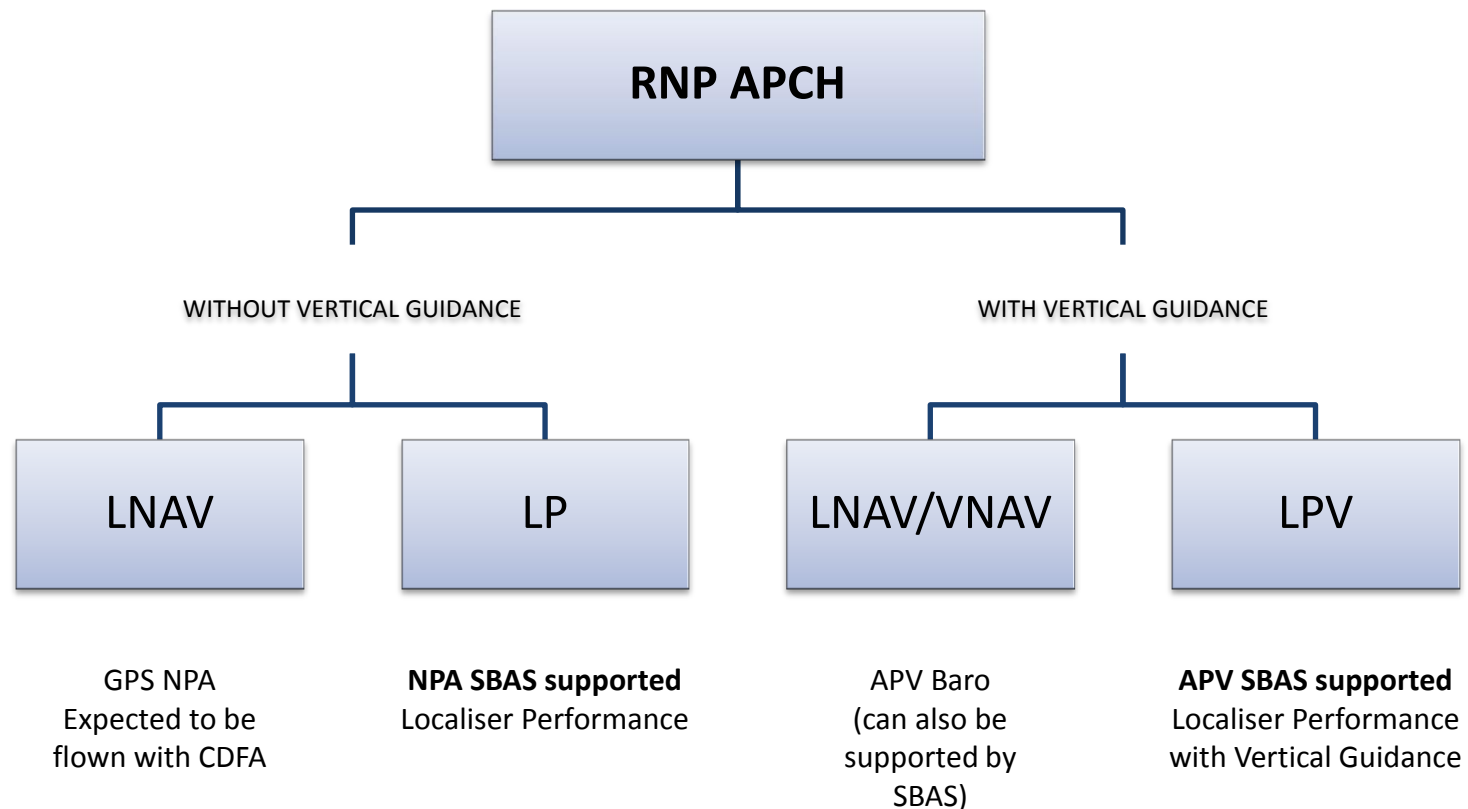 RNP APCH
WITHOUT VERTICAL GUIDANCE
WITH VERTICAL GUIDANCE
LNAV
LP
LNAV/VNAV
LPV
GPS NPA
Expected to be
flown with CDFA
NPA SBAS supported
Localiser Performance
APV Baro
(can also be
supported by
SBAS)
APV SBAS supported
Localiser Performance
with Vertical Guidance